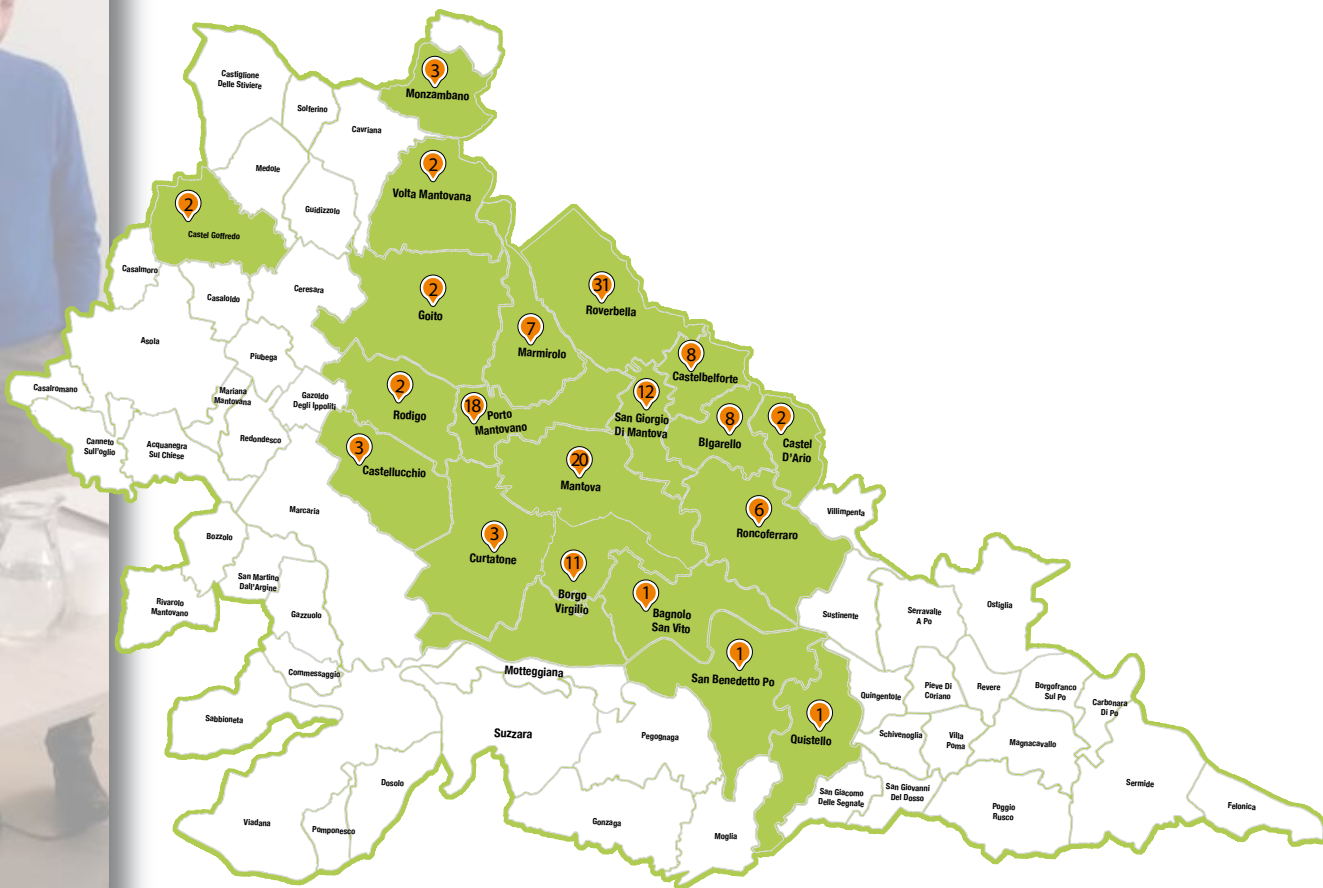 3
Monzambano
Castiglione
Delle Stiviere
Solferino
Cavriana
Medole
2
Volta Mantovana
2
Castel Goffredo
Guidizzolo
Casalmoro
Casaloldo
Ceresara
2
Goito
31
Roverbella
7
Marmirolo
Asola
Piubega
8
Castelbelforte
Casalromano
Mariana
Mantovana
Gazoldo
Degli Ippoliti
2
Rodigo
18
Porto
Mantovano
12
San Giorgio
Di Mantova
8
BIgarello
2
Castel
D'Ario
Canneto
Sull'oglio
Acquanegra
Sul Chiese
Redondesco
3
Castellucchio
20
Mantova
Marcaria
6
Roncoferraro
Villimpenta
Bozzolo
3
Curtatone
11
Borgo
Virgilio
San Martino
Dall'Argine
Rivarolo
Mantovano
Gazzuolo
1
Bagnolo
San Vito
Sustinente
Serravalle
A Po
Ostiglia
Commessaggio
Motteggiana
1
San Benedetto Po
Quingentole
Pieve Di
Coriano
Revere
Borgofranco
Sul Po
Carbonara
Di Po
Sabbioneta
Suzzara
Pegognaga
1
Quistello
Schivenoglia
Villa
Poma
Magnacavallo
Dosolo
Sermide
San Giacomo
Delle Segnate
San Giovanni
Del Dosso
Poggio
Rusco
Felonica
Viadana
Pomponesco
Gonzaga
Moglia